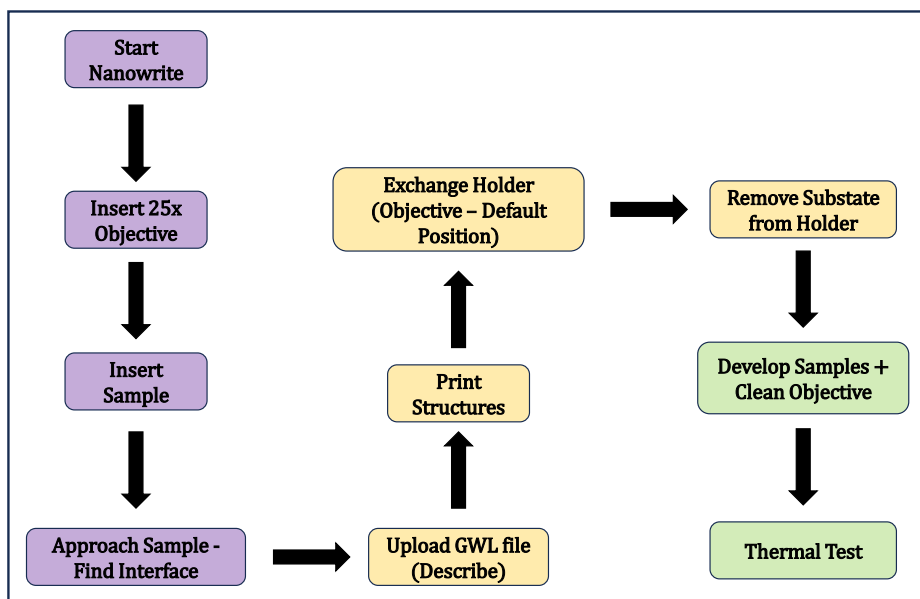 Start
Nanowrite
Insert 25x
Objective
Insert
Sample
Approach Sample -
Find Interface
Upload GWL file
(Describe)
Print
Structures
Exchange Holder
(Objective – Default
Position)
Remove Substate
from Holder
Develop Samples +
Clean Objective
Thermal Test